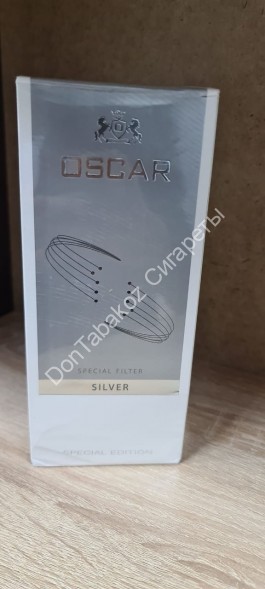 OSCAR
DonTabakoz Сигареты
SPECIAL FILTER
SILVER
SPECIAL EDITION